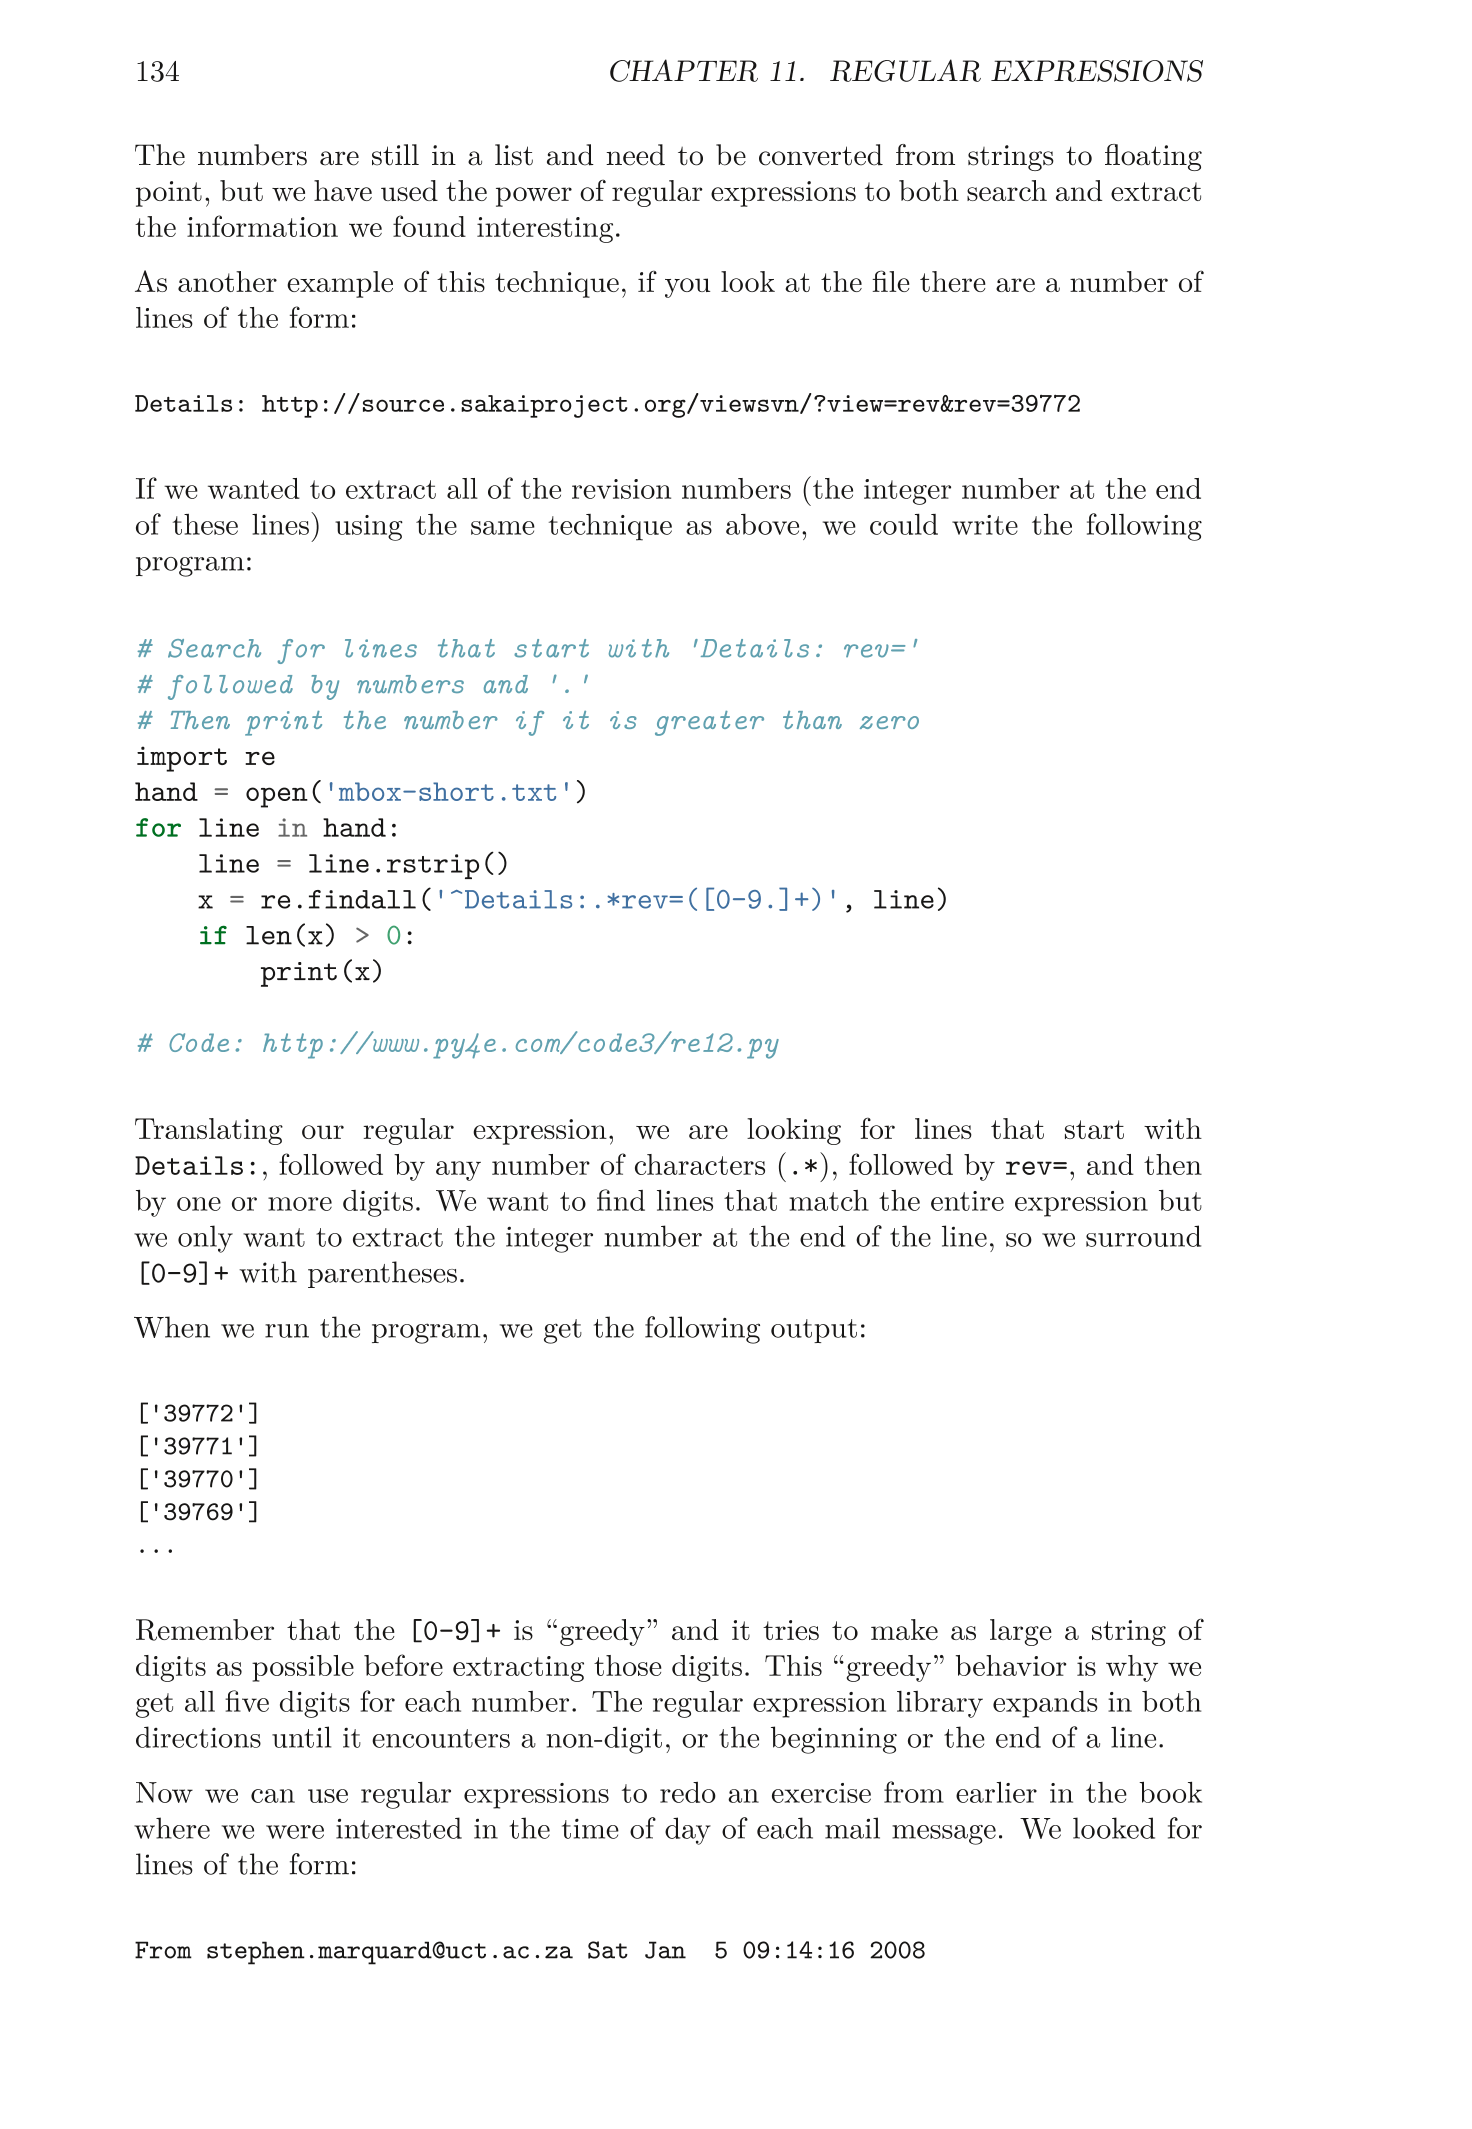 134 CHAPTER 11. REGULAR EXPRESSIONS
The numbers are still in a list and need to be converted from strings to floating
point, but we have used the power of regular expressions to both search and extract
the information we found interesting.
As another example of this technique, if you look at the file there are a number of
lines of the form:
Details: http://source.sakaiproject.org/viewsvn/?view=rev&rev=39772
If we wanted to extract all of the revision numbers (the integer number at the end
of these lines) using the same technique as above, we could write the following
program:
# Search for lines that start with 'Details: rev='
# followed by numbers and '.'
# Then print the number if it is greater than zero
import re
hand = open('mbox-short.txt')
for line in hand:
    line = line.rstrip()
    x = re.findall('^Details:.*rev=([0-9.]+)', line)
    if len(x) > 0:
        print(x)
# Code: http://www.py4e.com/code3/re12.py
Translating our regular expression, we are looking for lines that start with
Details:, followed by any number of characters (.*), followed by rev=, and then
by one or more digits. We want to find lines that match the entire expression but
we only want to extract the integer number at the end of the line, so we surround
[0-9]+ with parentheses.
When we run the program, we get the following output:
['39772']
['39771']
['39770']
['39769']
...
Remember that the [0-9]+ is “greedy” and it tries to make as large a string of
digits as possible before extracting those digits. This “greedy” behavior is why we
get all five digits for each number. The regular expression library expands in both
directions until it encounters a non-digit, or the beginning or the end of a line.
Now we can use regular expressions to redo an exercise from earlier in the book
where we were interested in the time of day of each mail message. We looked for
lines of the form:
From stephen.marquard@uct.ac.za Sat Jan  5 09:14:16 2008